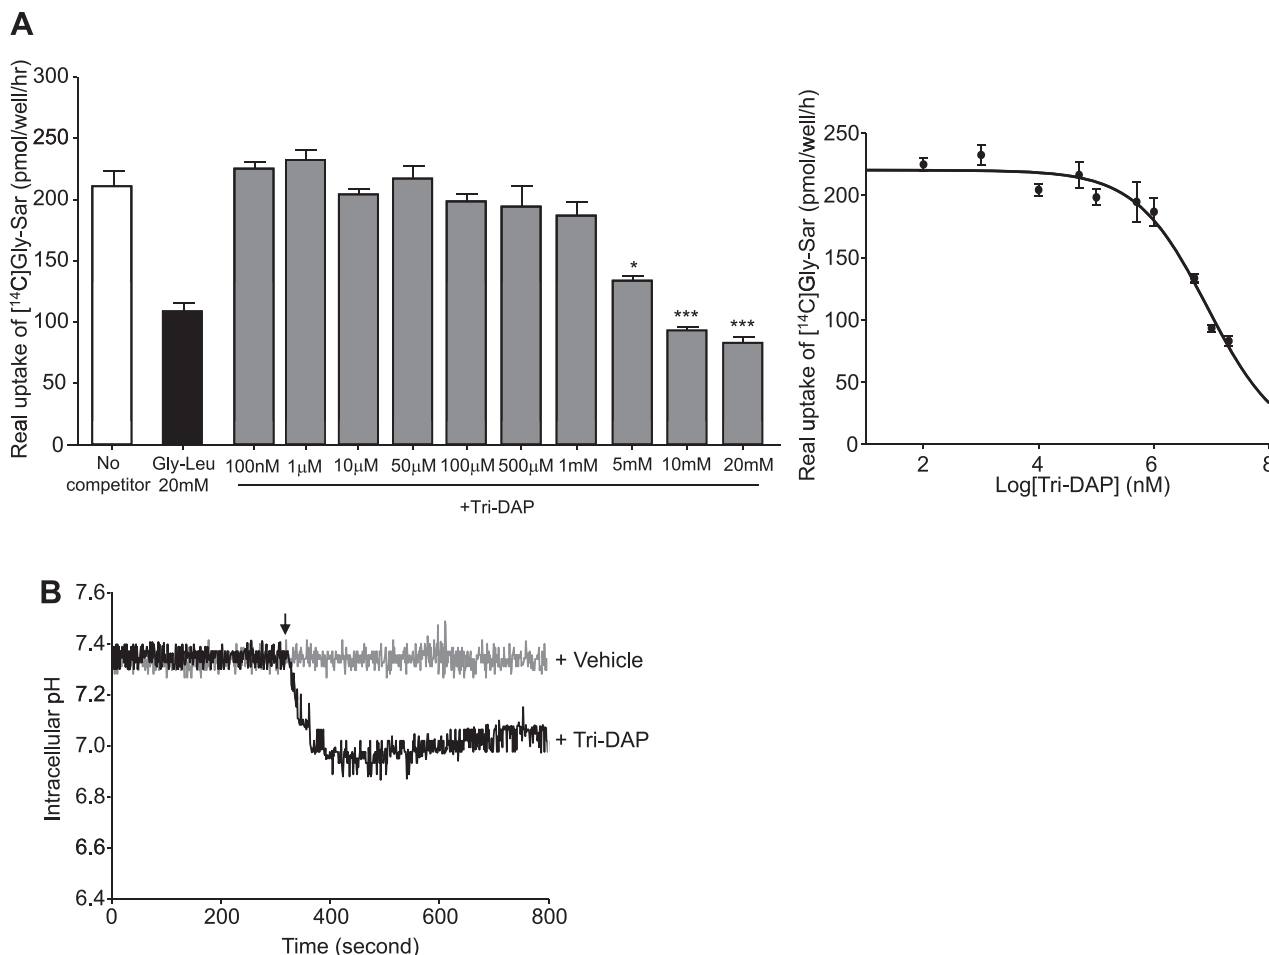 A
Real uptake of [14C]Gly-Sar (pmol/well/hr)
300
250
200
150
100
50
0
*
***
***
No competitor
Gly-Leu 20mM
100nM
1μM
10μM
50μM
100μM
500μM
1mM
5mM
10mM
20mM
+Tri-DAP
Real uptake of [14C]Gly-Sar (pmol/well/h)
250
200
150
100
50
0
2
4
6
8
Log[Tri-DAP] (nM)
B
Intracellular pH
7.6
7.4
7.2
7.0
6.8
6.6
6.4
+ Vehicle
+ Tri-DAP
0
200
400
600
800
Time (second)